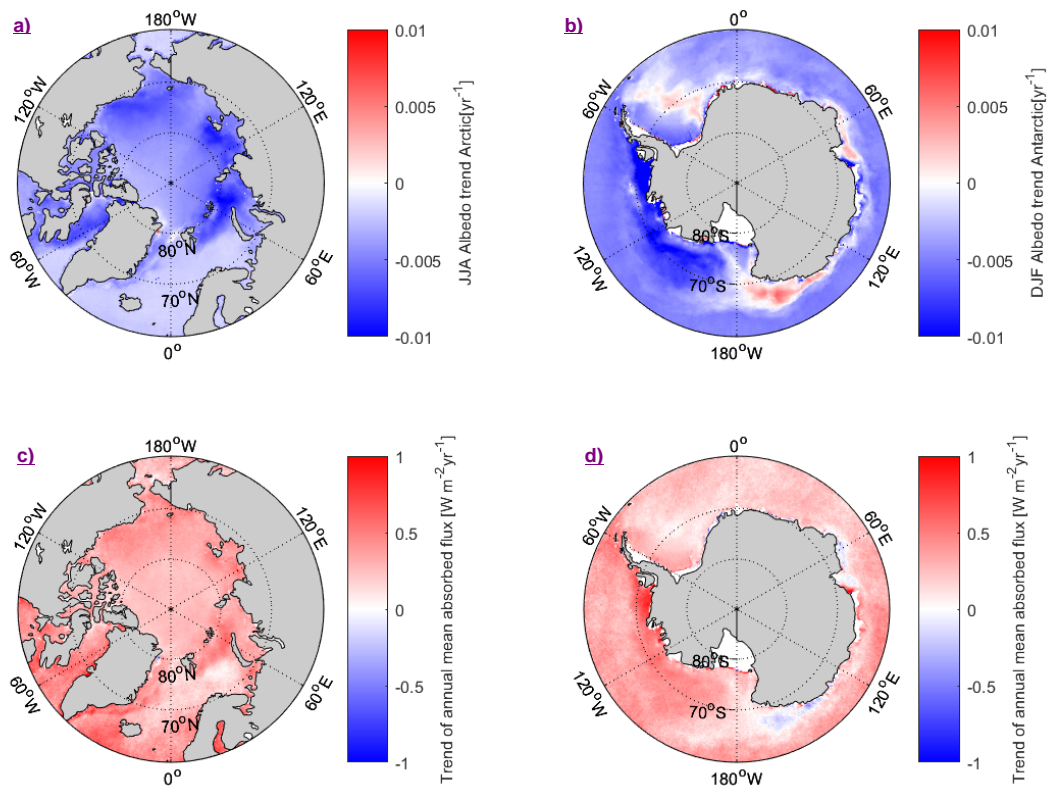 a)
180°W
120°W
120°E
60°W
60°E
80°N
70°N
0°
0.01
0.005
0
-0.005
-0.01
JJA Albedo trend Arctic[yr⁻¹]
b)
0°
60°W
60°E
120°W
120°E
80°S
70°S
180°W
0.01
0.005
0
-0.005
-0.01
DJF Albedo trend Antarctic[yr⁻¹]
c)
180°W
120°W
120°E
60°W
60°E
80°N
70°N
0°
1
0.5
0
-0.5
-1
Trend of annual mean absorbed flux [W m⁻²yr⁻¹]
d)
0°
60°W
60°E
120°W
120°E
80°S
70°S
180°W
1
0.5
0
-0.5
-1
Trend of annual mean absorbed flux [W m⁻²yr⁻¹]